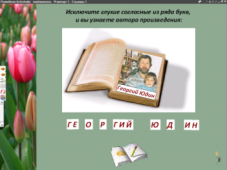 Исключите глухие согласные из ряда букв,
и вы узнаете автора произведения:
Георгий Юдин
ГЕ О Р ГИЙ Ю Д ИН